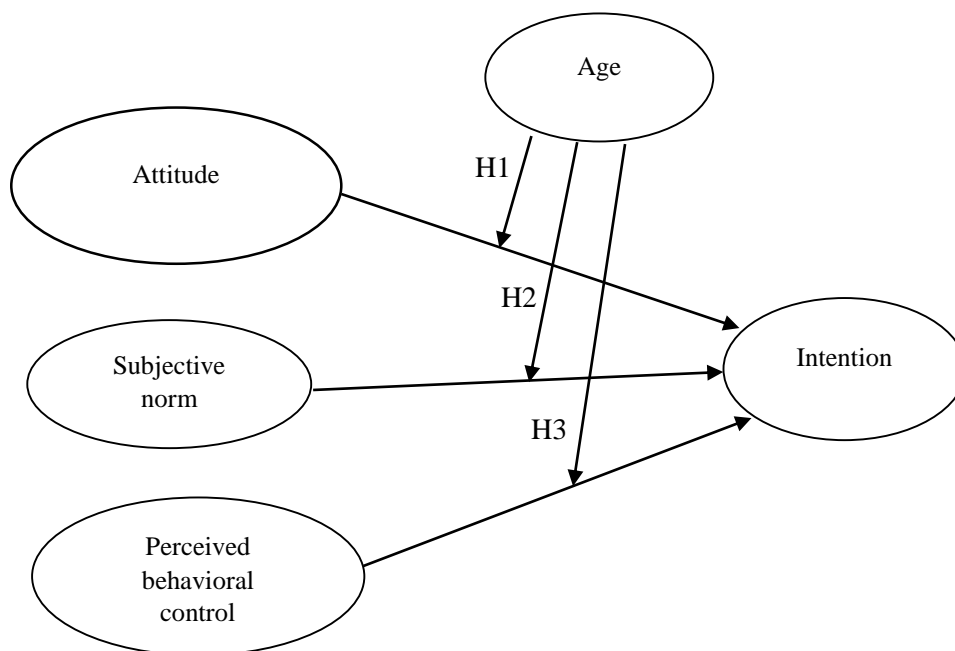 Age
H1
Attitude
H2
Subjective
norm
Intention
H3
Perceived
behavioral
control